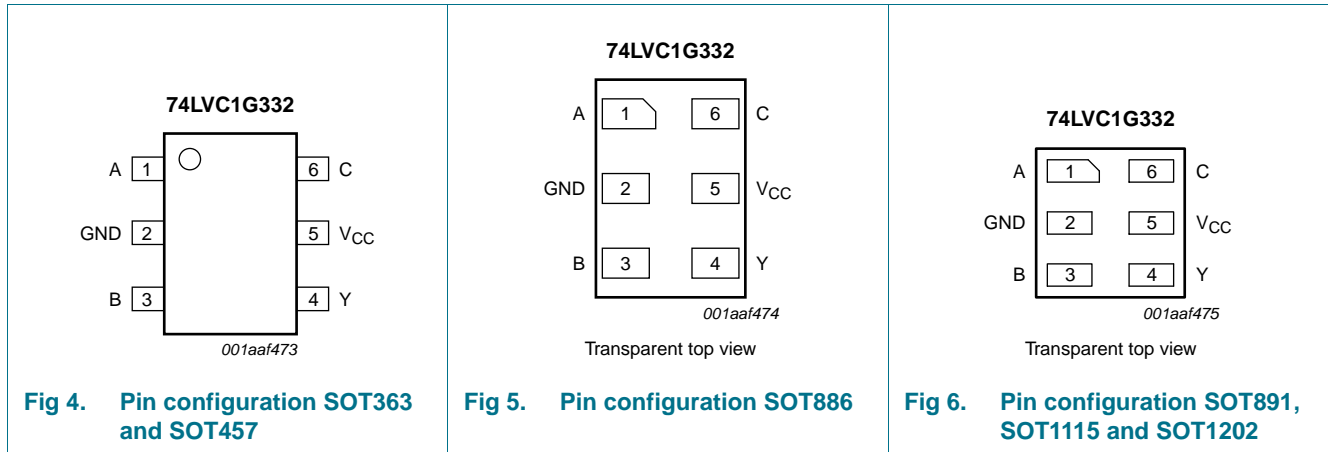 74LVC1G332
A 1 6 C
GND 2 5 VCC
B 3 4 Y
001aaf473
Fig 4. Pin configuration SOT363
and SOT457
74LVC1G332
A 1 6 C
GND 2 5 VCC
B 3 4 Y
001aaf474
Transparent top view
Fig 5. Pin configuration SOT886
74LVC1G332
A 1 6 C
GND 2 5 VCC
B 3 4 Y
001aaf475
Transparent top view
Fig 6. Pin configuration SOT891,
SOT1115 and SOT1202